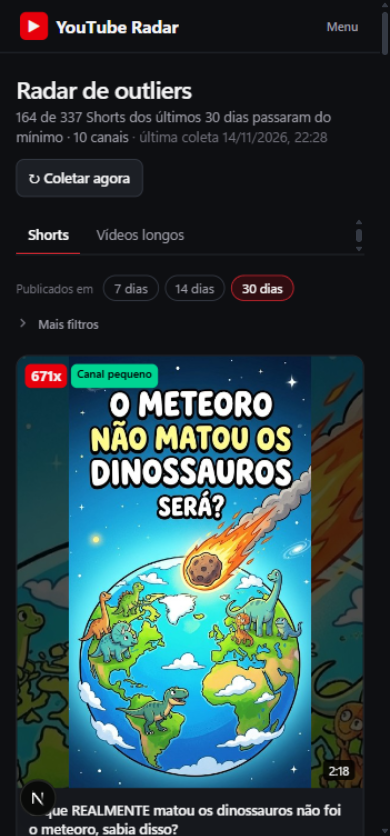 YouTube Radar
Menu
Radar de outliers
164 de 337 Shorts dos últimos 30 dias passaram do
mínimo · 10 canais · última coleta 14/11/2026, 22:28
↻ Coletar agora
Shorts
Vídeos longos
Publicados em
7 dias
14 dias
30 dias
Mais filtros
671x
Canal pequeno
O METEORO
NÃO MATOU OS
DINOSSAUROS
SERÁ?
2:18
N
que REALMENTE matou os dinossauros não foi
o meteoro, sabia disso?